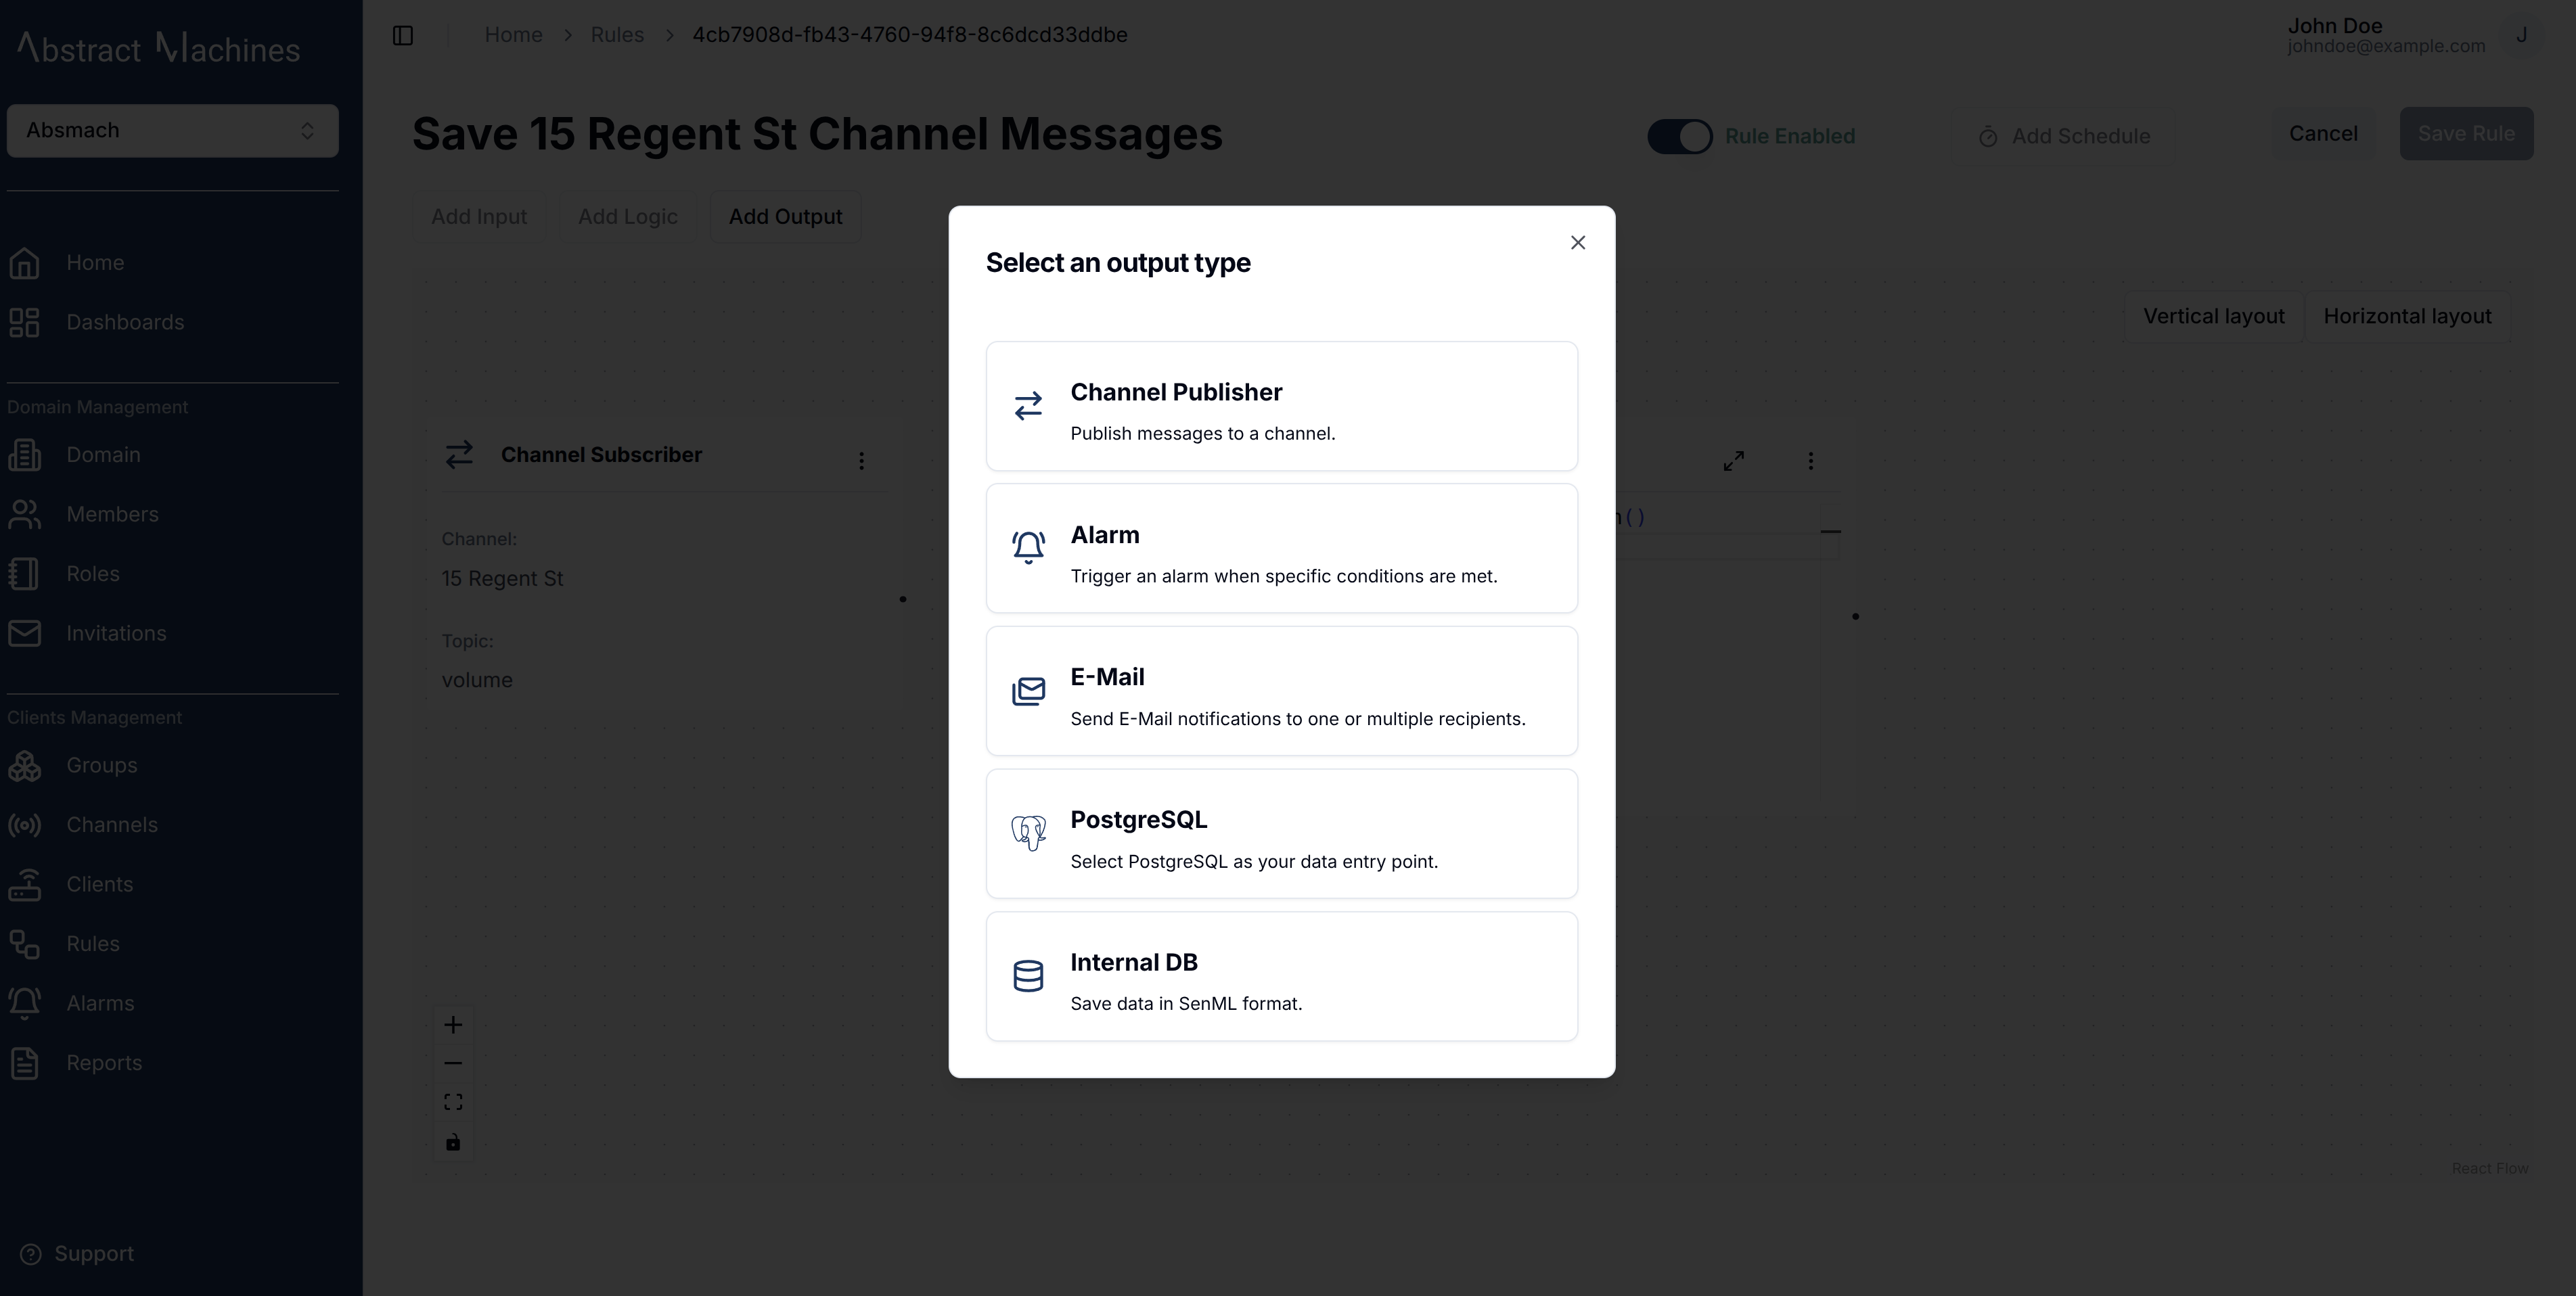 Abstract Machines
Absmach
Home
Dashboards
Domain Management
Domain
Members
Roles
Invitations
Clients Management
Groups
Channels
Clients
Rules
Alarms
Reports
Support
Home > Rules > 4cb7908d-fb43-4760-94f8-8c6dcd33ddbe
John Doe
johndoe@example.com
J
Save 15 Regent St Channel Messages
Rule Enabled
Add Schedule
Cancel
Save Rule
Add Input
Add Logic
Add Output
Vertical layout
Horizontal layout
Channel Subscriber
Channel:
15 Regent St
Topic:
volume
Select an output type
Channel Publisher
Publish messages to a channel.
Alarm
Trigger an alarm when specific conditions are met.
E-Mail
Send E-Mail notifications to one or multiple recipients.
PostgreSQL
Select PostgreSQL as your data entry point.
Internal DB
Save data in SenML format.
()
React Flow